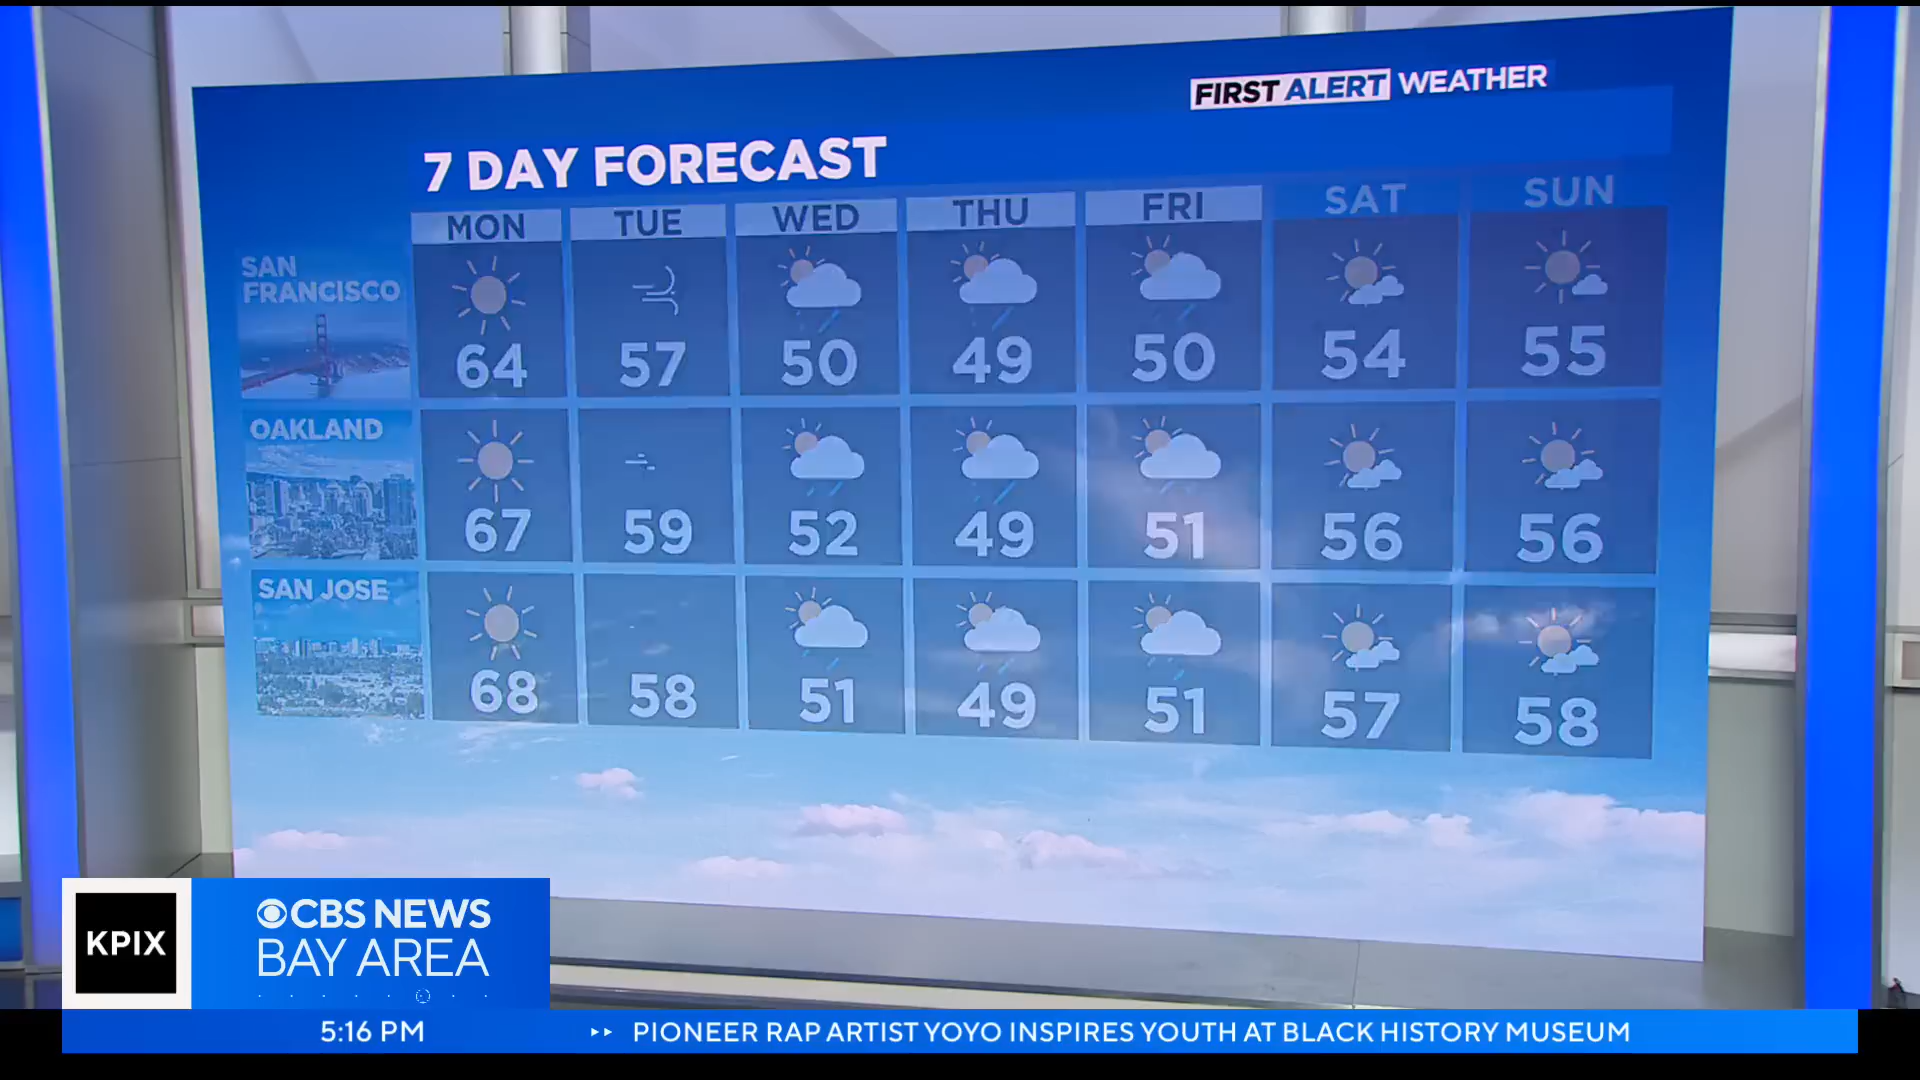 FIRST ALERT WEATHER
7 DAY FORECAST
MON TUE WED THU FRI SAT SUN
SAN
FRANCISCO
64 57 50 49 50 54 55
OAKLAND
67 59 52 49 51 56 56
SAN JOSE
68 58 51 49 51 57 58
KPIX
CBS NEWS
BAY AREA
5:16 PM PIONEER RAP ARTIST YOYO INSPIRES YOUTH AT BLACK HISTORY MUSEUM